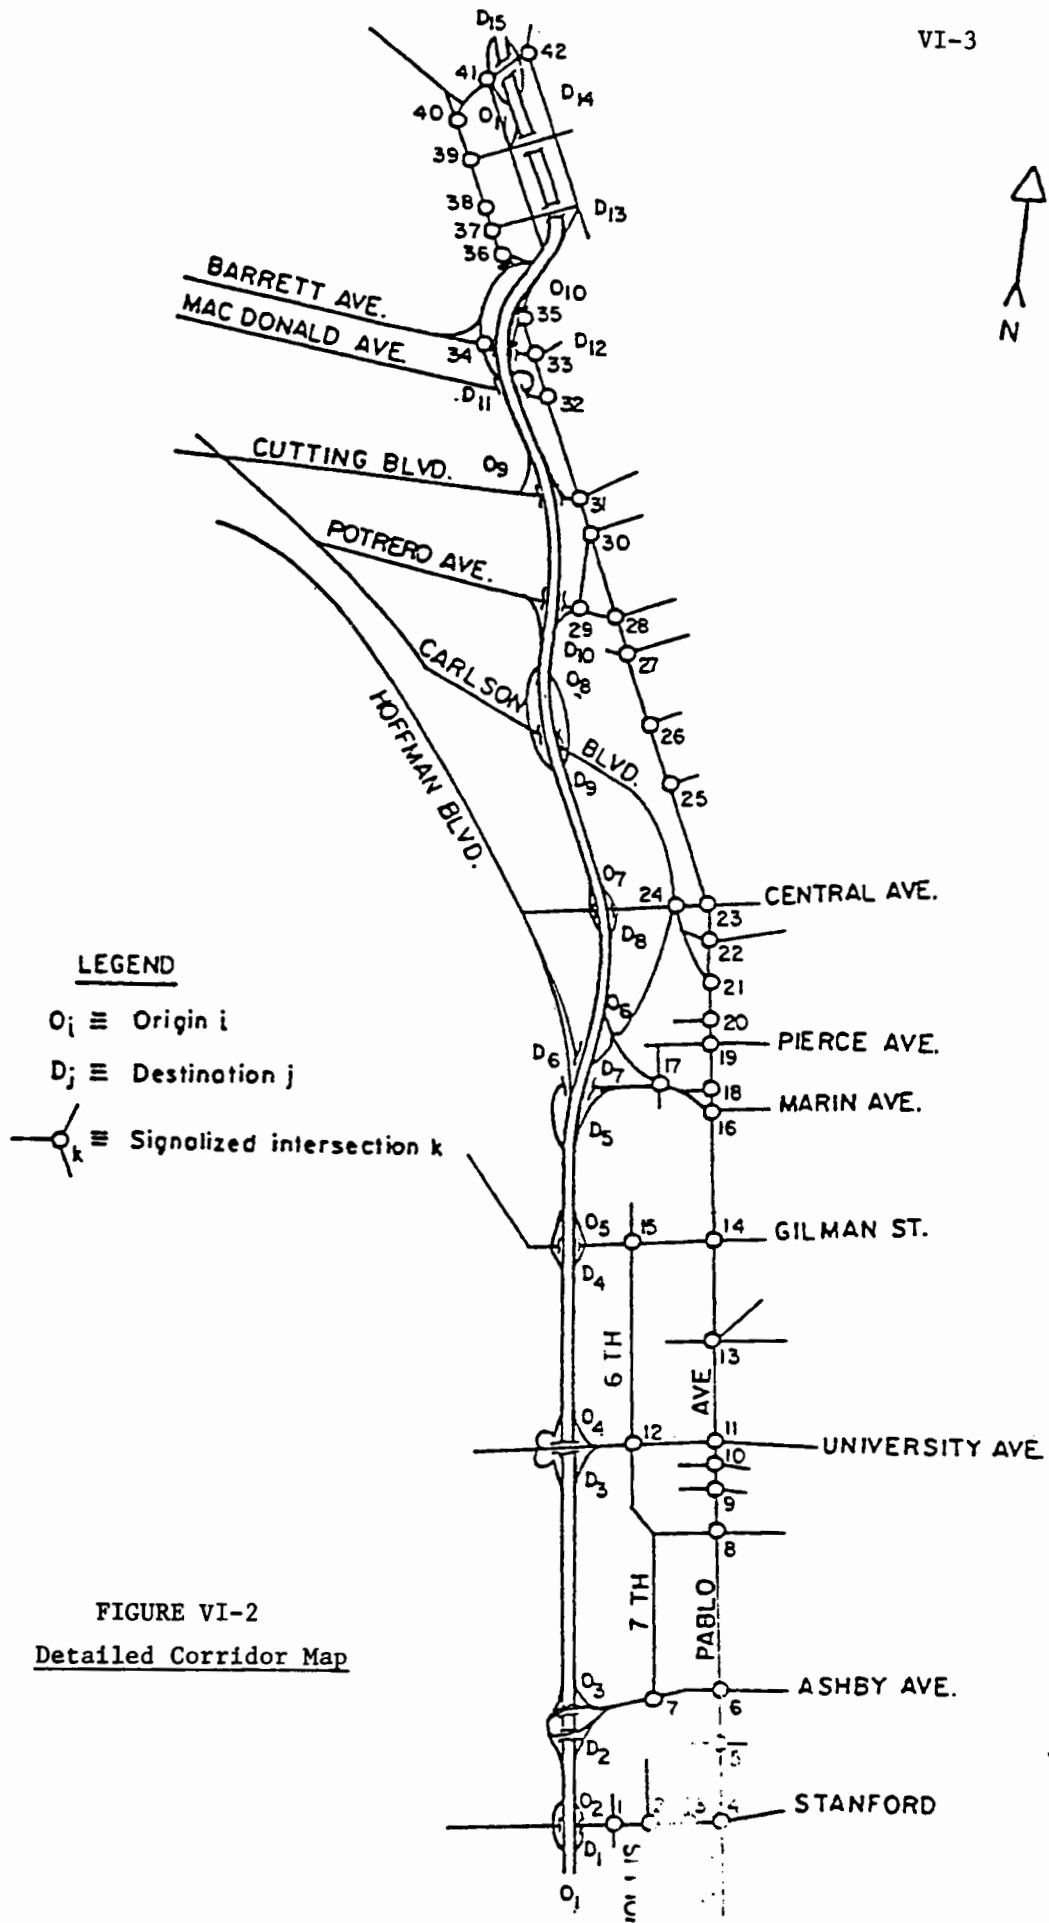 VI-3
D15
42
41
D14
40
O11
39
38
D13
37
36
N
BARRETT AVE.
O10
MAC DONALD AVE
35
34
D12
33
D11
32
CUTTING BLVD.
O9
31
30
POTRERO AVE.
29
28
D10
27
CARLSON BLVD.
O8
26
HOFFMAN BLVD.
D9
25
O7
24
CENTRAL AVE.
23
D8
22
LEGEND
21
Oi ≡ Origin i
O6
20
PIERCE AVE.
D6
19
Dj ≡ Destination j
D7
17
18
MARIN AVE.
16
D5
k ≡ Signalized intersection k
O5
15
14
GILMAN ST.
D4
6 TH
13
AVE
O4
12
11
UNIVERSITY AVE
10
D3
9
8
7 TH
PABLO
FIGURE VI-2
Detailed Corridor Map
O3
ASHBY AVE.
7
6
D2
5
O2
1
2
3
4
STANFORD
D1
O1